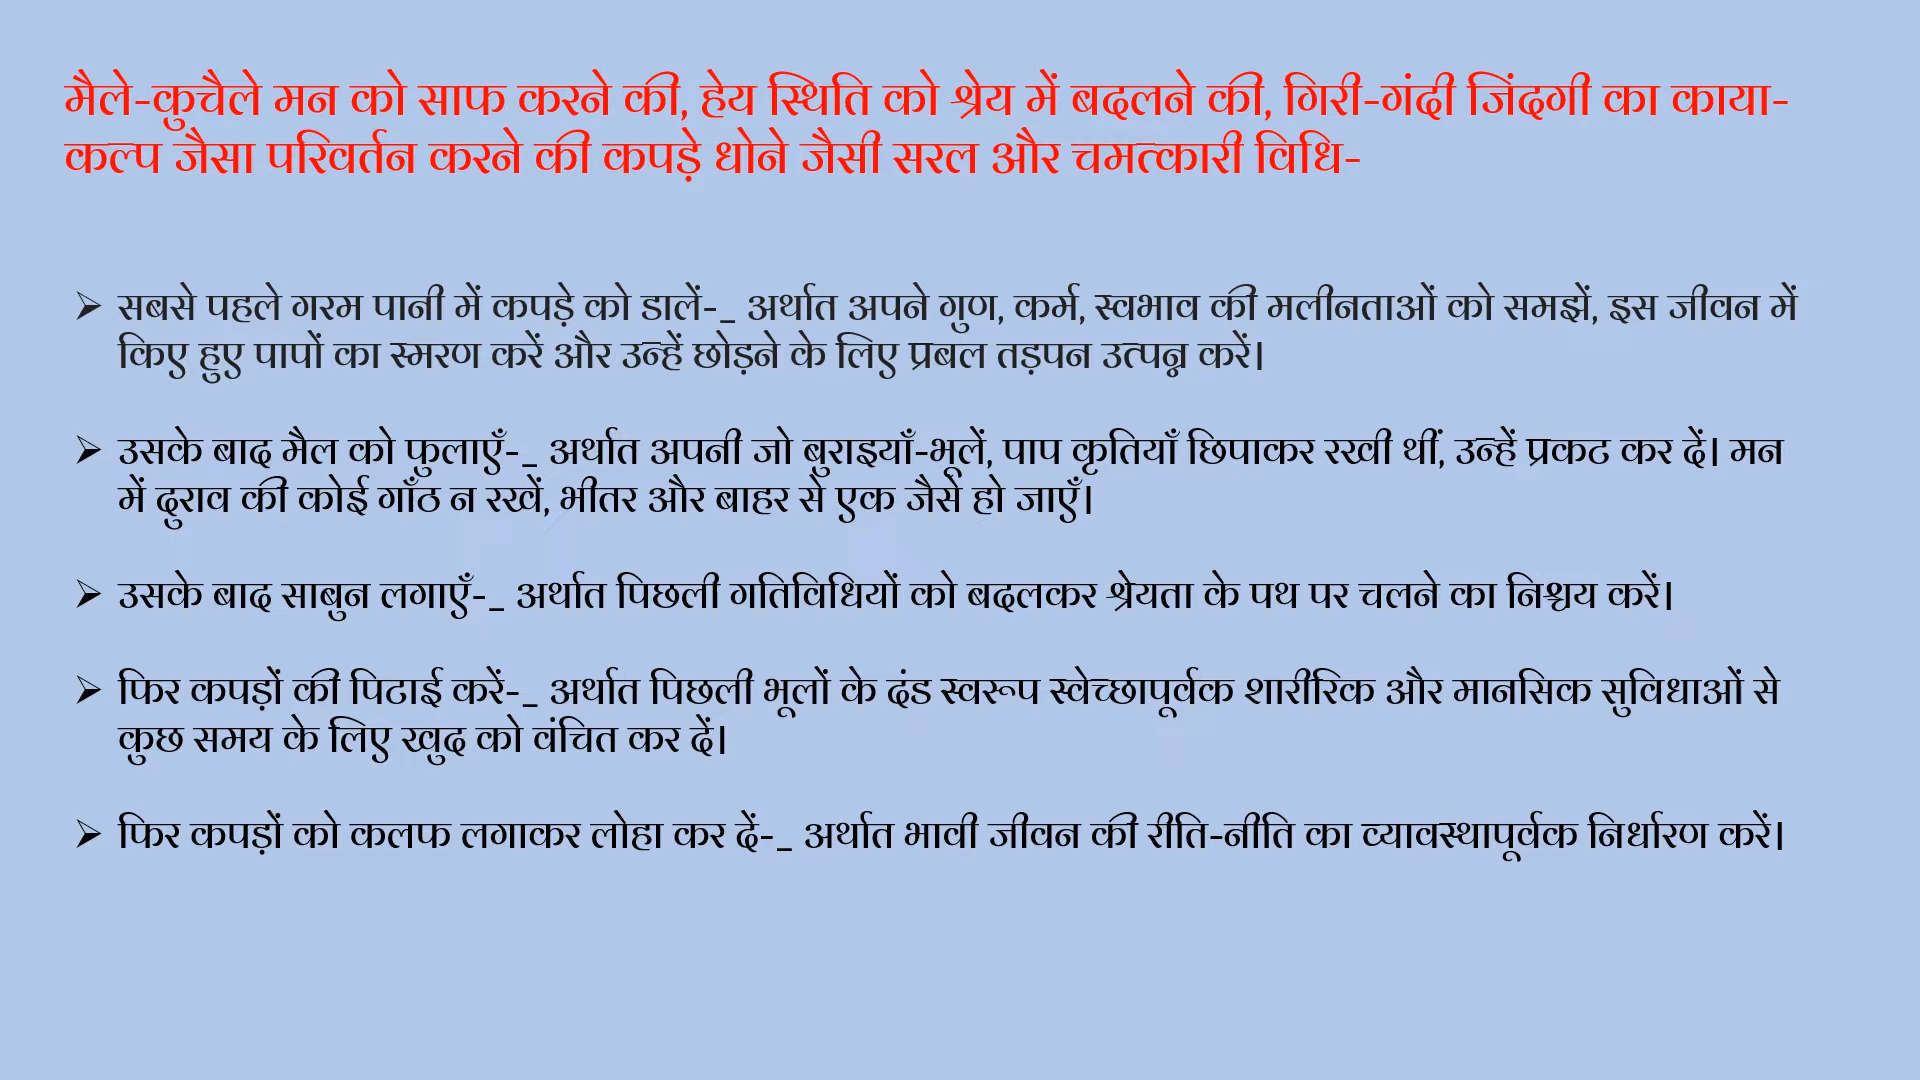 मैले-कुचैले मन को साफ करने की, हेय स्थिति को श्रेय में बदलने की, गिरी-गंदी जिंदगी का काया-
कल्प जैसा परिवर्तन करने की कपड़े धोने जैसी सरल और चमत्कारी विधि-
➢ सबसे पहले गरम पानी में कपड़े को डालें-_ अर्थात अपने गुण, कर्म, स्वभाव की मलीनताओं को समझें, इस जीवन में
किए हुए पापों का स्मरण करें और उन्हें छोड़ने के लिए प्रबल तड़पन उत्पन्न करें।
➢ उसके बाद मैल को फुलाएँ-_ अर्थात अपनी जो बुराइयाँ-भूलें, पाप कृतियाँ छिपाकर रखी थीं, उन्हें प्रकट कर दें। मन
में दुराव की कोई गाँठ न रखें, भीतर और बाहर से एक जैसे हो जाएँ।
➢ उसके बाद साबुन लगाएँ-_ अर्थात पिछली गतिविधियों को बदलकर श्रेयता के पथ पर चलने का निश्चय करें।
➢ फिर कपड़ों की पिटाई करें-_ अर्थात पिछली भूलों के दंड स्वरूप स्वेच्छापूर्वक शारीरिक और मानसिक सुविधाओं से
कुछ समय के लिए खुद को वंचित कर दें।
➢ फिर कपड़ों को कलफ लगाकर लोहा कर दें-_ अर्थात भावी जीवन की रीति-नीति का व्यावस्थापूर्वक निर्धारण करें।